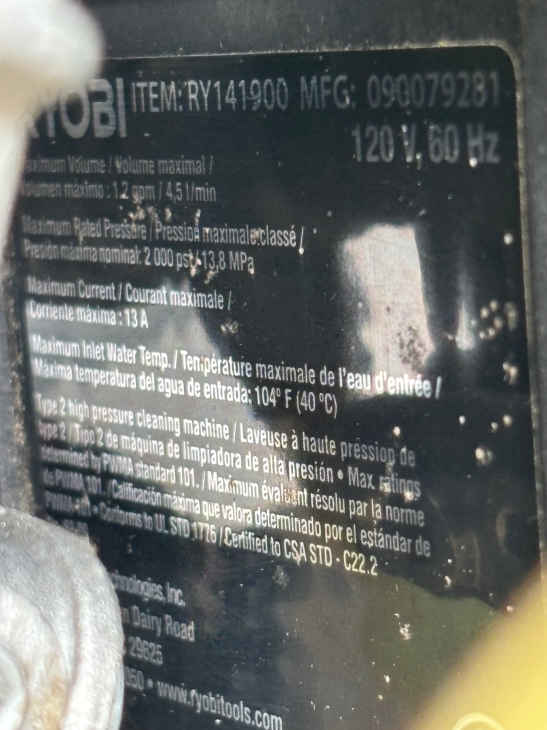 RYOBI ITEM: RY141900 MFG: 090079281
120 V, 60 Hz
Maximum Volume / Volume maximal /
Volumen máximo : 1,2 gpm / 4,5 l/min
Maximum Rated Pressure / Pression maximale classé /
Presión máxima nominal: 2 000 psi / 13,8 MPa
Maximum Current / Courant maximale /
Corriente máxima : 13 A
Maximum Inlet Water Temp. / Température maximale de l'eau d'entrée /
Máxima temperatura del agua de entrada: 104º F (40 ºC)
Type 2 high pressure cleaning machine / Laveuse à haute pression de
type 2 / Tipo 2 de máquina de limpiadora de alta presión • Max. ratings
determined by PWMA standard 101. / Maximum évaluent résolu par la norme
de PWMA 101. / Calificación máxima que valora determinado por el estándar de
PWMA 101 • Conforms to UL STD 1776 / Certified to CSA STD - C22.2
Technologies, Inc.
Dairy Road
29625
050 • www.ryobitools.com